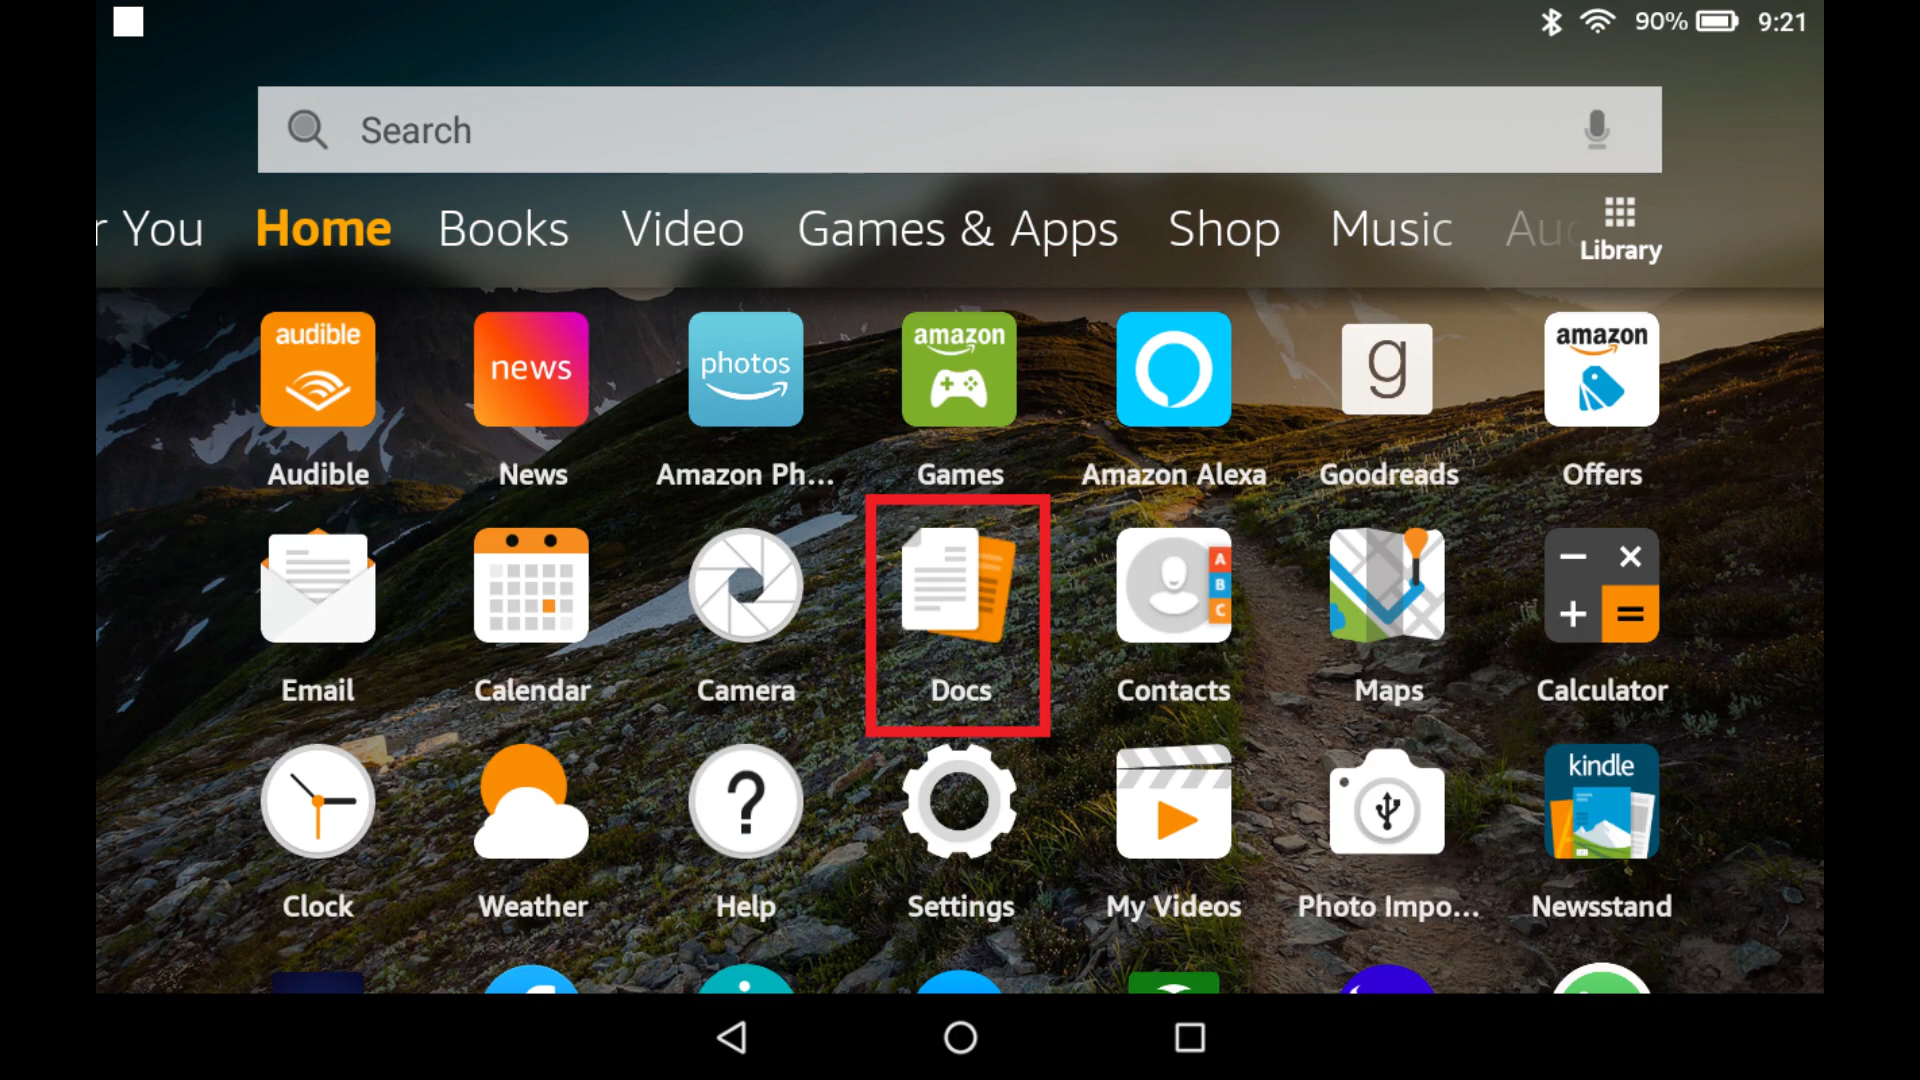 90% 9:21
Search
r You Home Books Video Games & Apps Shop Music Aud
Library
audible news photos amazon g amazon
Audible News Amazon Ph... Games Amazon Alexa Goodreads Offers
A
B
C
Email Calendar Camera Docs Contacts Maps Calculator
? kindle
Clock Weather Help Settings My Videos Photo Impo... Newsstand